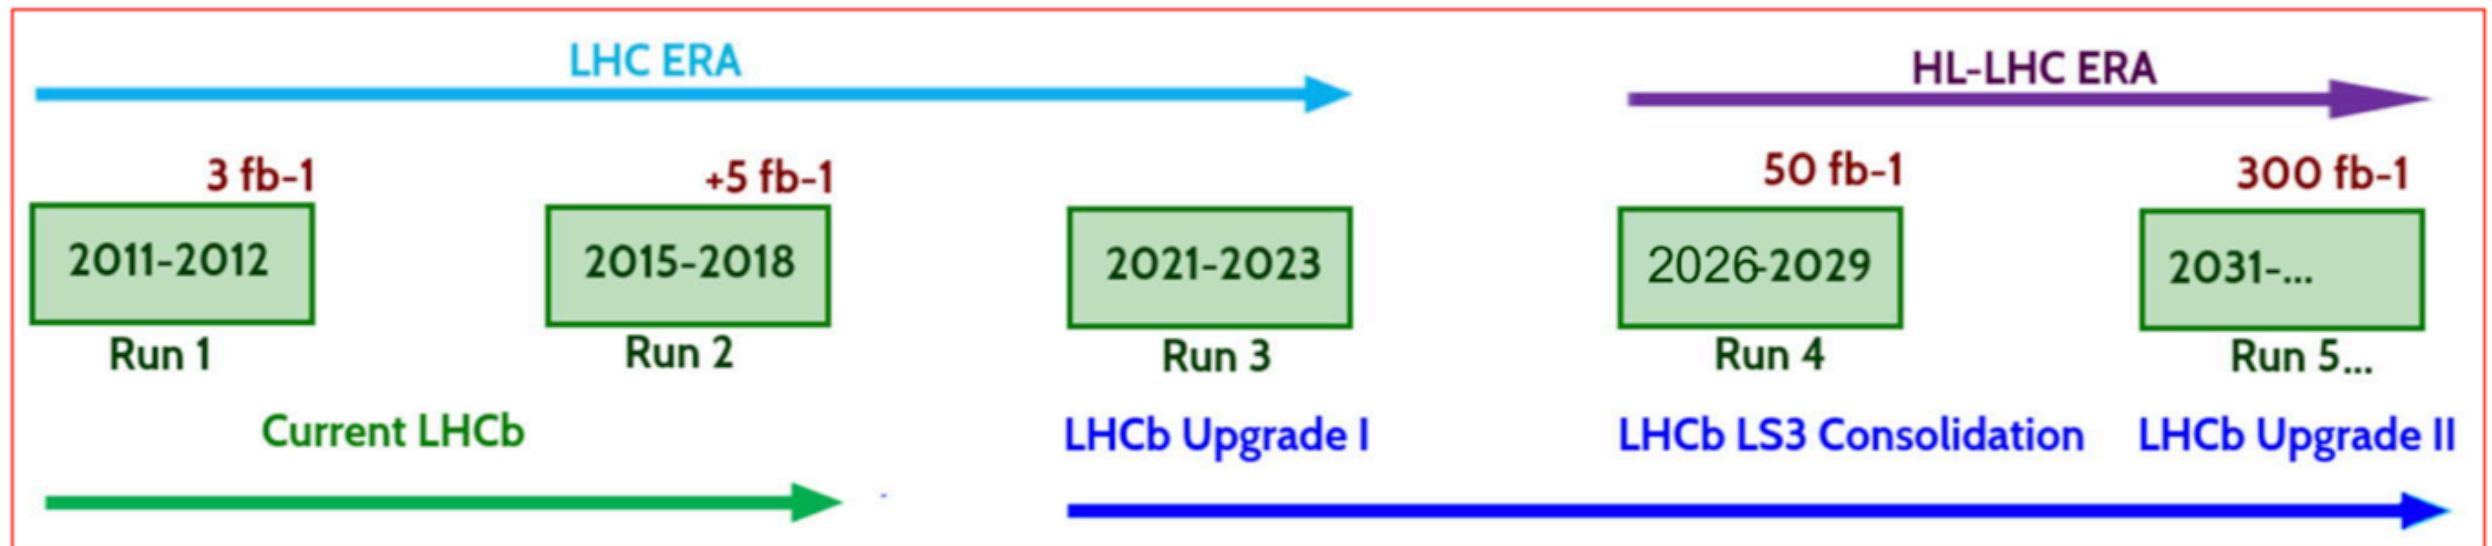 LHC ERA
HL-LHC ERA
3 fb-1
+5 fb-1
50 fb-1
300 fb-1
2011-2012
2015-2018
2021-2023
2026-2029
2031-...
Run 1
Run 2
Run 3
Run 4
Run 5...
Current LHCb
LHCb Upgrade I
LHCb LS3 Consolidation
LHCb Upgrade II